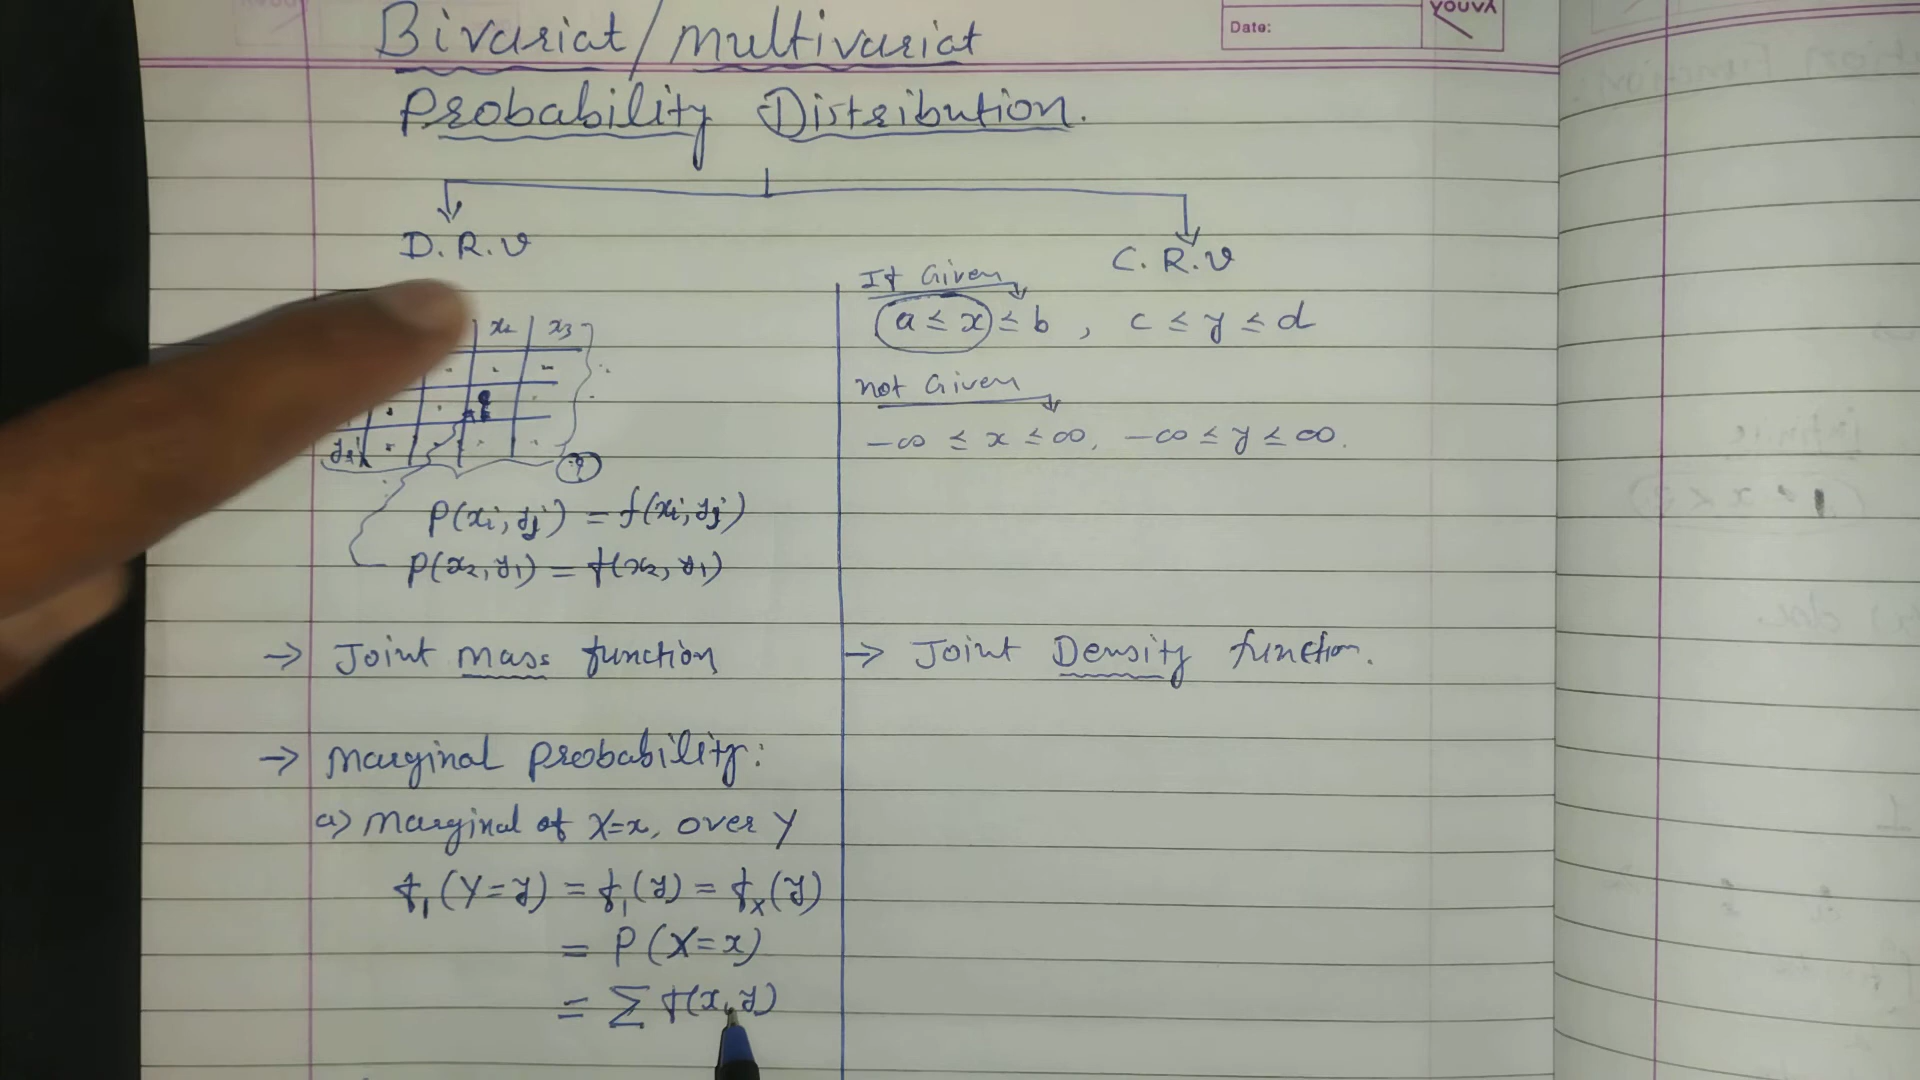 YOUVA
Date:
Bivariat/multivariat
Probability Distribution.
D.R.v
C.R.v
x2 x3
If Given
a ≤ x ≤ b , c ≤ y ≤ d
not Given
-∞ ≤ x ≤ ∞, -∞ ≤ y ≤ ∞.
P(xi, yj) = f(xi, yj)
P(x2, y1) = f(x2, y1)
→ Joint mass function
→ Joint Density function.
→ Marginal Probability:
a) Marginal of X=x, over Y
f1(Y=y) = f1(y) = fx(y)
= P(X=x)
= Σ f(x,y)